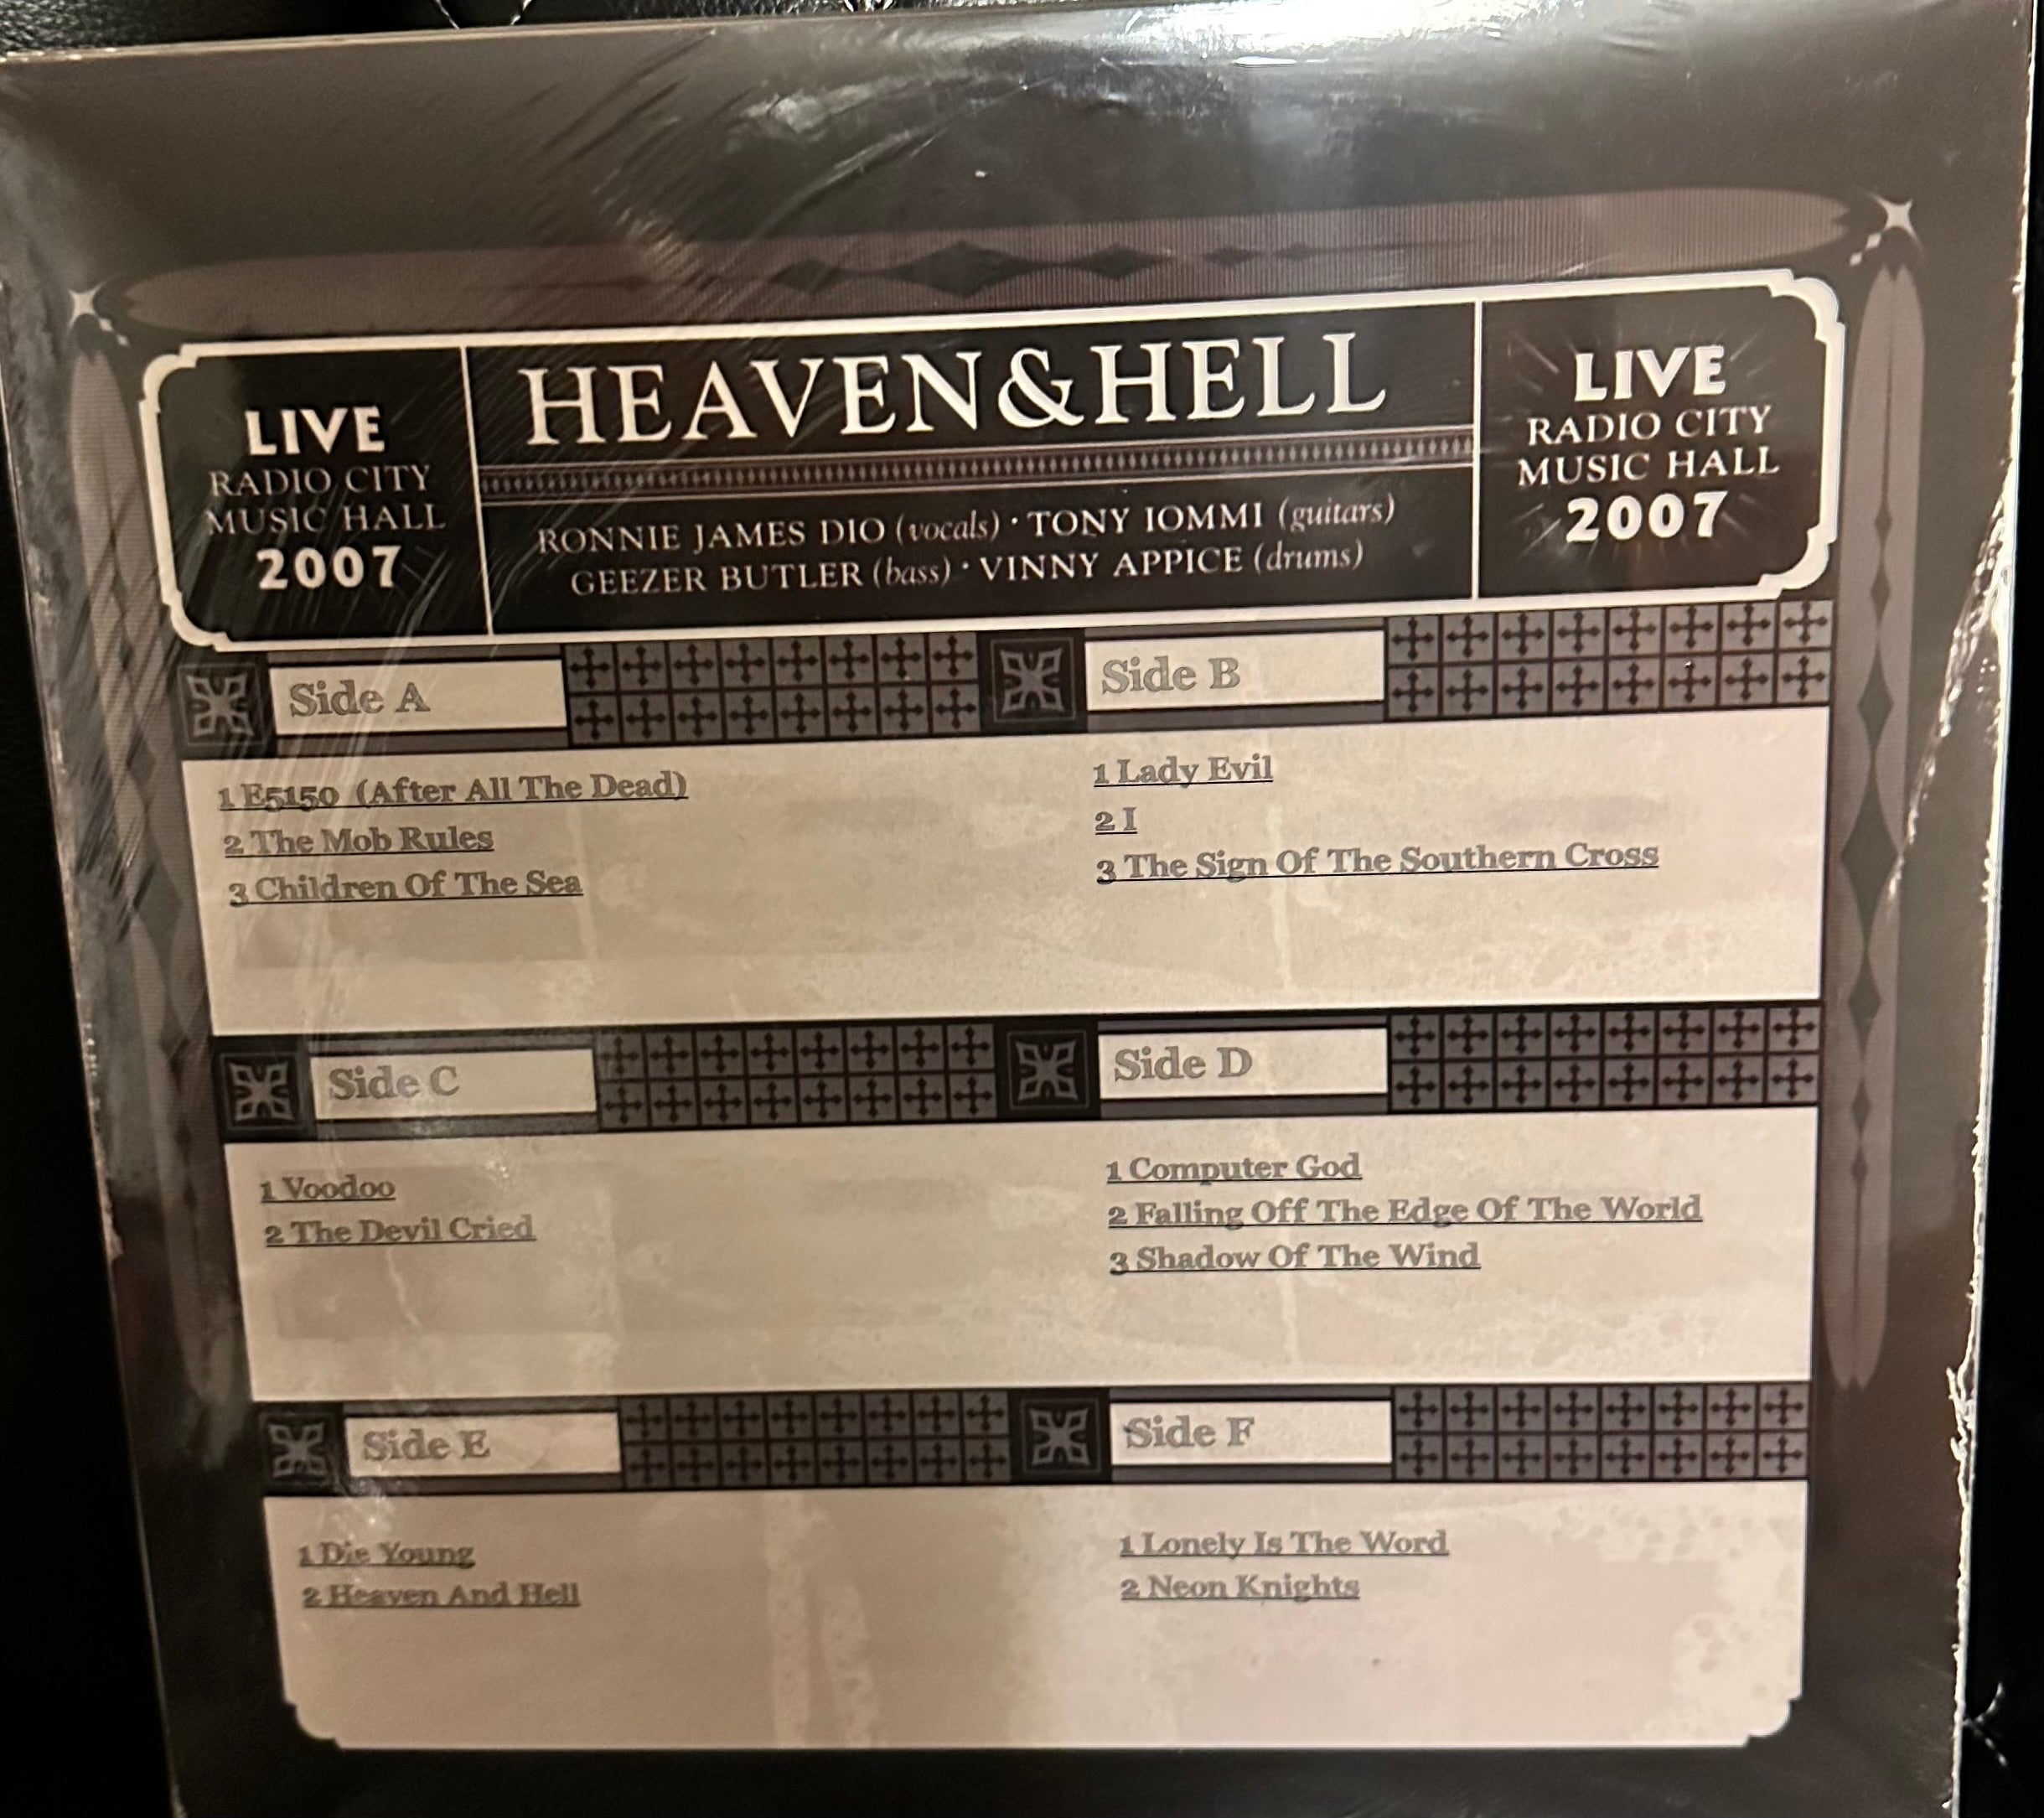 LIVE
RADIO CITY
MUSIC HALL
2007
HEAVEN&HELL
RONNIE JAMES DIO (vocals) · TONY IOMMI (guitars)
GEEZER BUTLER (bass) · VINNY APPICE (drums)
LIVE
RADIO CITY
MUSIC HALL
2007
Side A
1 E5150 (After All The Dead)
2 The Mob Rules
3 Children Of The Sea
Side B
1 Lady Evil
2 I
3 The Sign Of The Southern Cross
Side C
1 Voodoo
2 The Devil Cried
Side D
1 Computer God
2 Falling Off The Edge Of The World
3 Shadow Of The Wind
Side E
1 Die Young
2 Heaven And Hell
Side F
1 Lonely Is The Word
2 Neon Knights